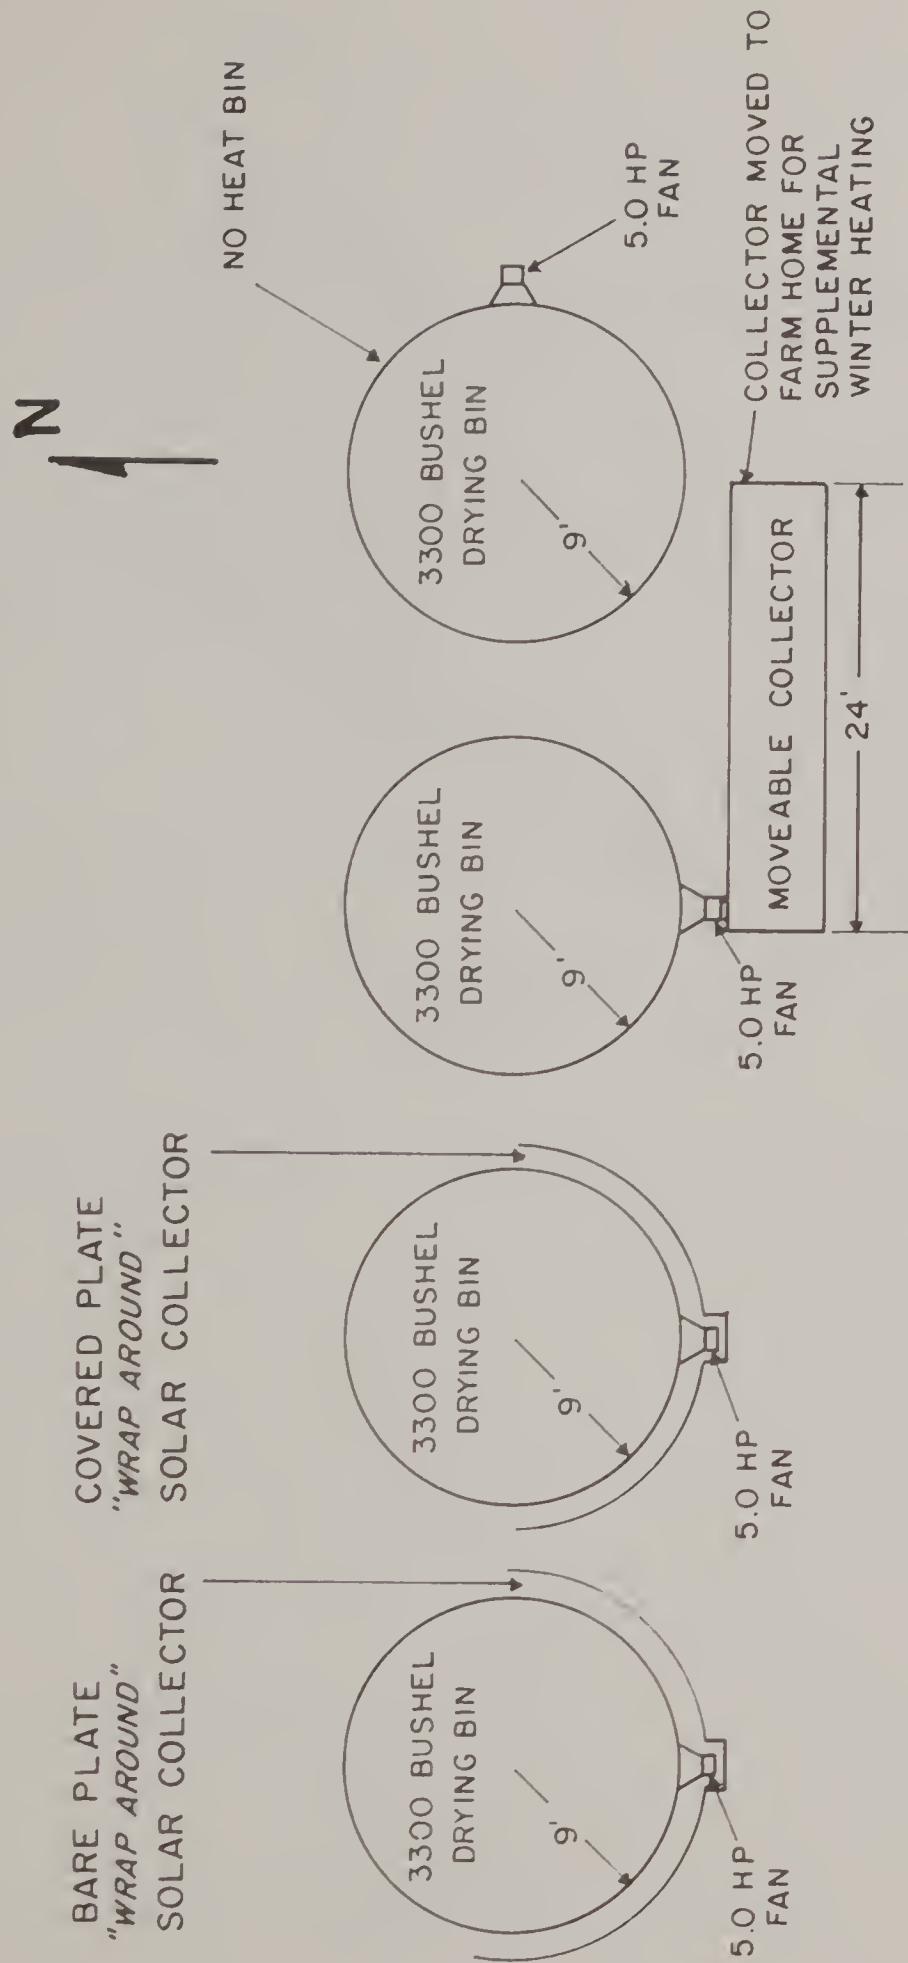 N
BARE PLATE
"WRAP AROUND"
SOLAR COLLECTOR
COVERED PLATE
"WRAP AROUND"
SOLAR COLLECTOR
NO HEAT BIN
3300 BUSHEL
DRYING BIN
9'
5.0 HP
FAN
3300 BUSHEL
DRYING BIN
9'
5.0 HP
FAN
3300 BUSHEL
DRYING BIN
9'
5.0 HP
FAN
3300 BUSHEL
DRYING BIN
9'
5.0 HP
FAN
MOVEABLE COLLECTOR
24'
COLLECTOR MOVED TO
FARM HOME FOR
SUPPLEMENTAL
WINTER HEATING